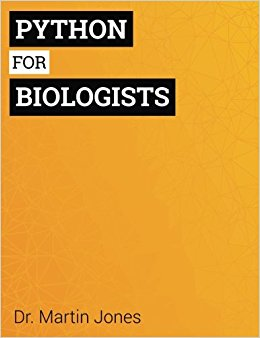 PYTHON
FOR
BIOLOGISTS
Dr. Martin Jones